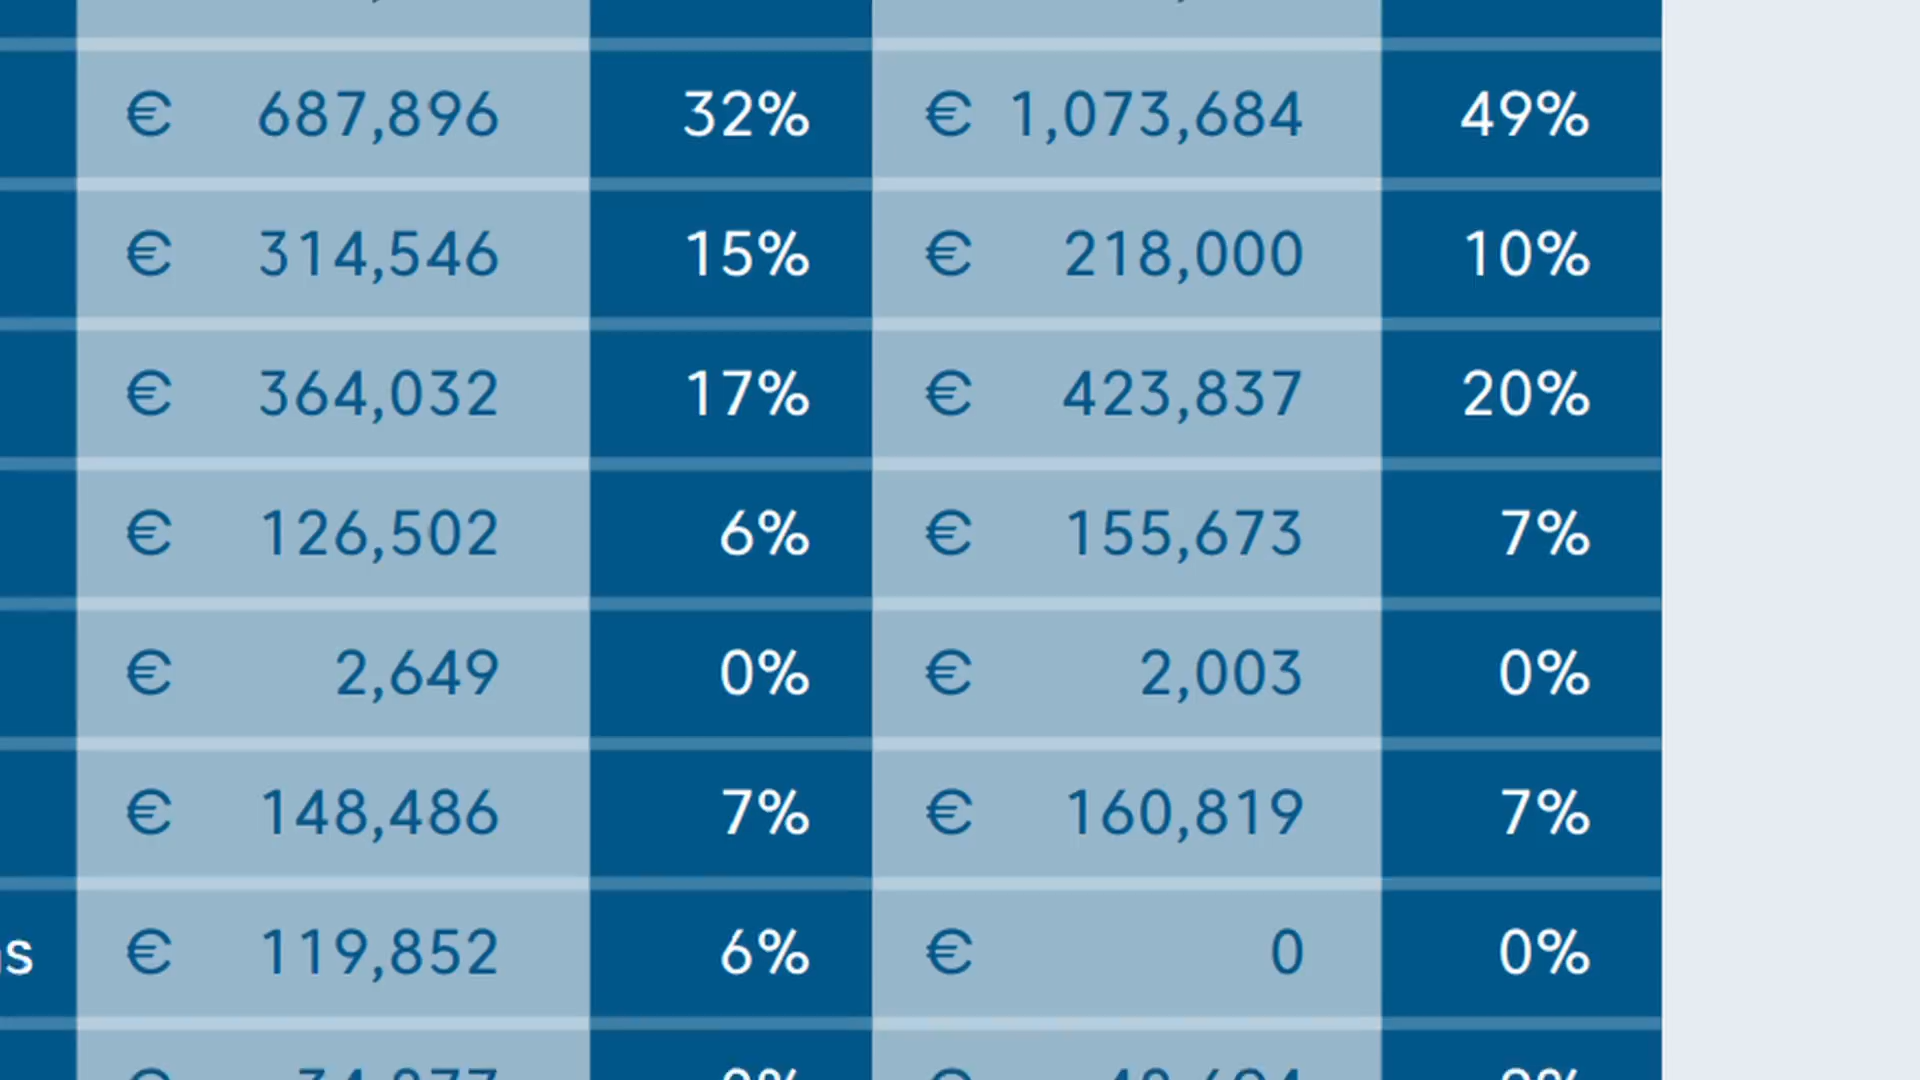 € 687,896 32% € 1,073,684 49%
€ 314,546 15% € 218,000 10%
€ 364,032 17% € 423,837 20%
€ 126,502 6% € 155,673 7%
€ 2,649 0% € 2,003 0%
€ 148,486 7% € 160,819 7%
€ 119,852 6% € 0 0%